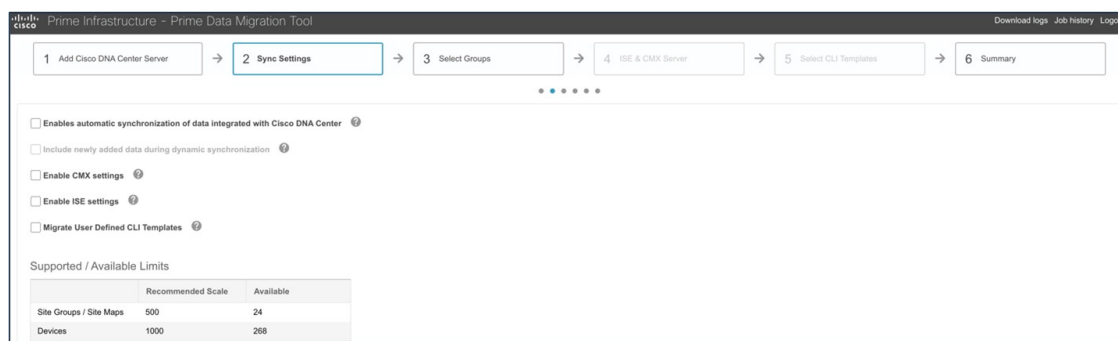 cisco Prime Infrastructure - Prime Data Migration Tool Download logs Job history Logo
1 Add Cisco DNA Center Server → 2 Sync Settings → 3 Select Groups → 4 ISE & CMX Server → 5 Select CLI Templates → 6 Summary
Enables automatic synchronization of data integrated with Cisco DNA Center ?
Include newly added data during dynamic synchronization ?
Enable CMX settings ?
Enable ISE settings ?
Migrate User Defined CLI Templates ?
Supported / Available Limits
Recommended Scale Available
Site Groups / Site Maps 500 24
Devices 1000 268